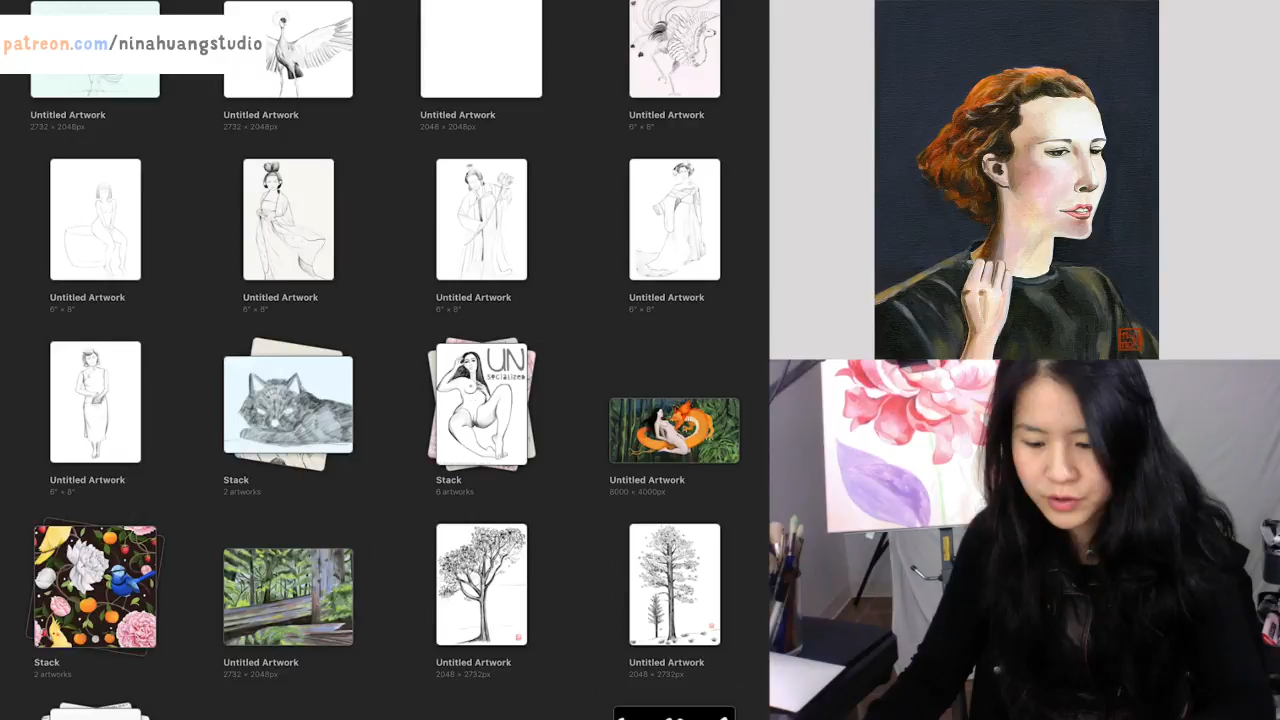 patreon.com/ninahuangstudio
Untitled Artwork
2732 × 2048px
Untitled Artwork
2732 × 2048px
Untitled Artwork
2048 × 2048px
Untitled Artwork
6" × 8"
Untitled Artwork
6" × 8"
Untitled Artwork
6" × 8"
Untitled Artwork
6" × 8"
Untitled Artwork
6" × 8"
UN
socialized
Untitled Artwork
6" × 8"
Stack
2 artworks
Stack
6 artworks
Untitled Artwork
8000 × 4000px
Stack
2 artworks
Untitled Artwork
2732 × 2048px
Untitled Artwork
2048 × 2732px
Untitled Artwork
2048 × 2732px